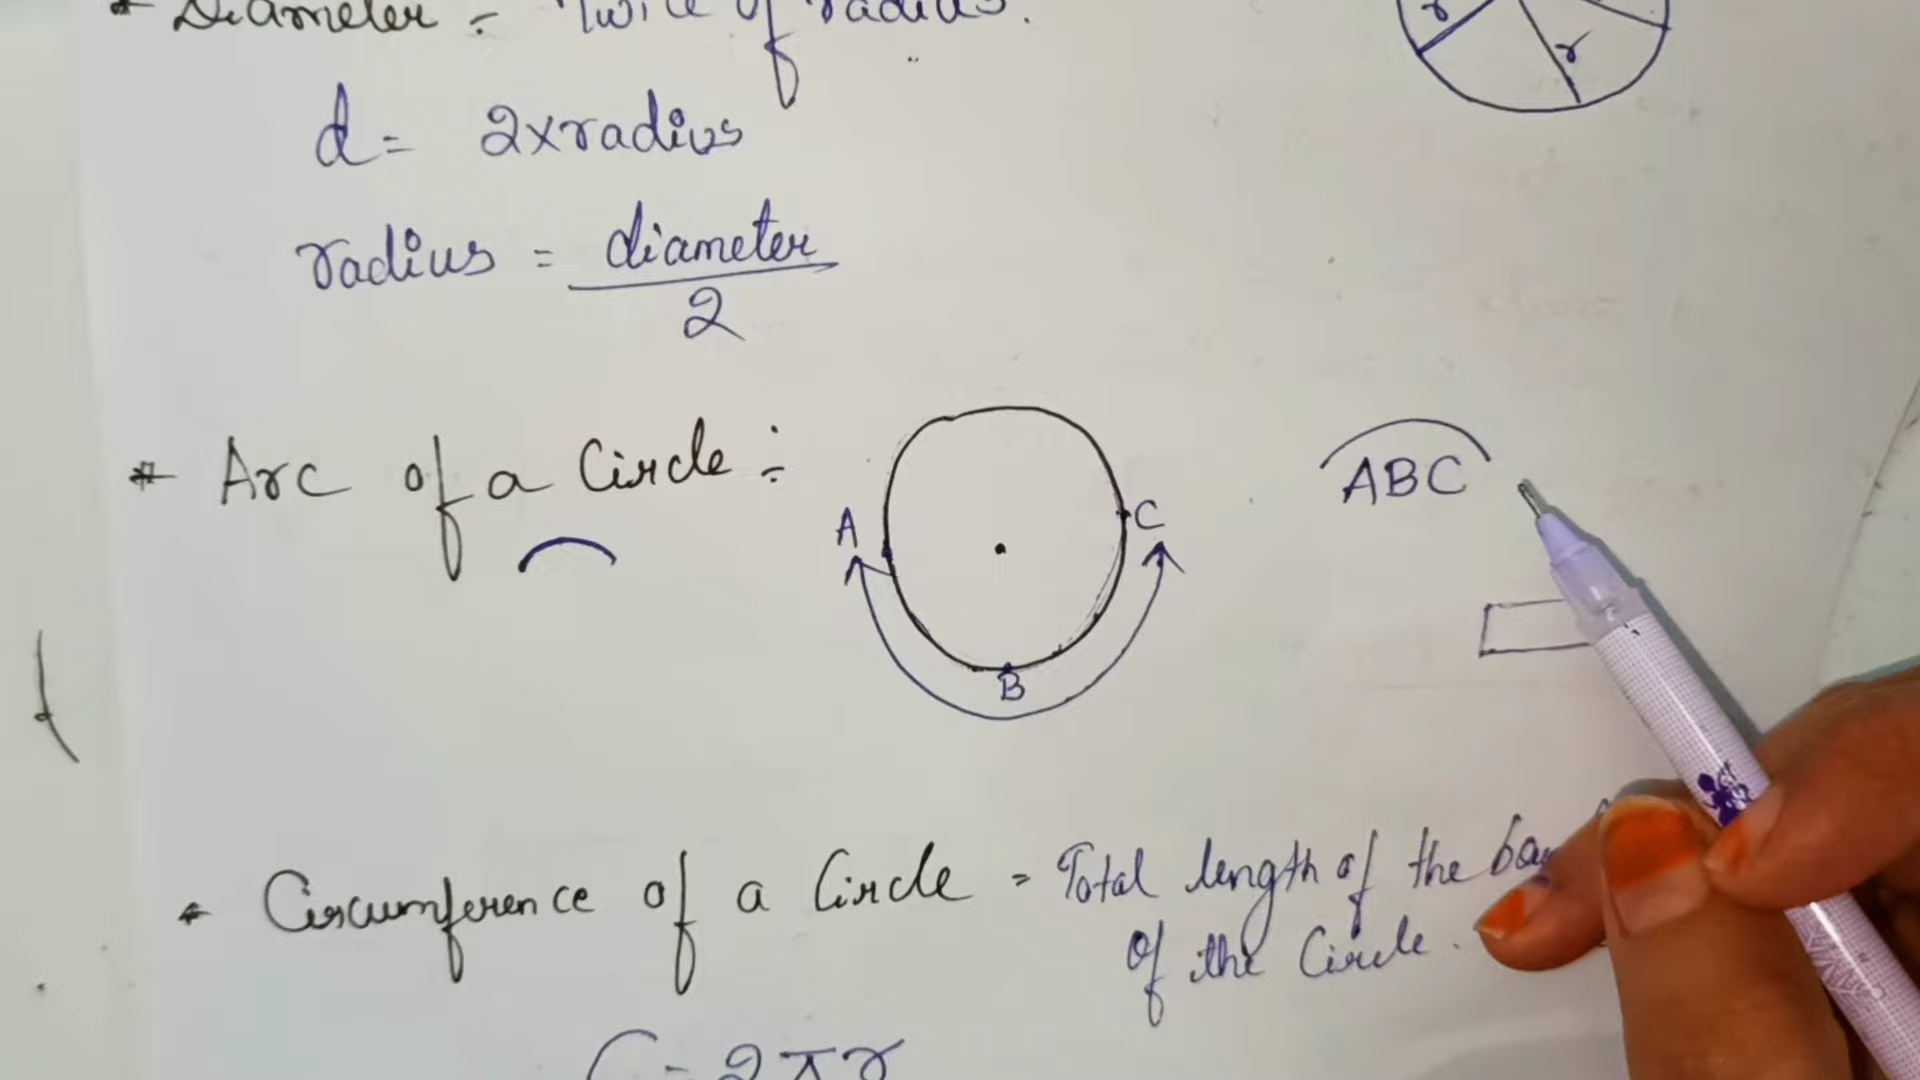 * Diameter :- Twice of radius.
r
r
d = 2×radius
radius = diameter
2
* Arc of a Circle :-
A
C
B
ABC
* Circumference of a Circle = Total length of the
of the Circle.
C = 2πr